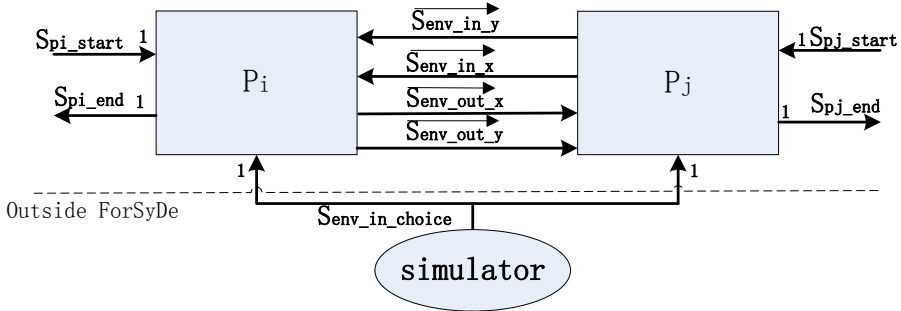 Senv_in_y
Spi_start 1
1 Spj_start
Senv_in_x
Pi
Pj
Spi_end 1
Senv_out_x
1 Spj_end
Senv_out_y
1
1
Outside ForSyDe
Senv_in_choice
simulator